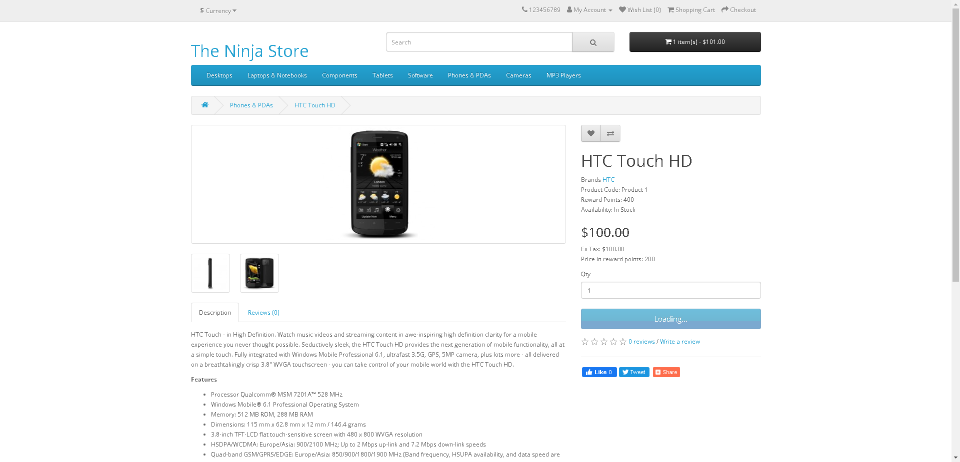 $ Currency
123456789 My Account Wish List (0) Shopping Cart Checkout
The Ninja Store
Search
1 item(s) - $101.00
Desktops Laptops & Notebooks Components Tablets Software Phones & PDAs Cameras MP3 Players
Phones & PDAs HTC Touch HD
HTC Touch HD
Brands HTC
Product Code: Product 1
Reward Points: 400
Availability: In Stock
$100.00
Ex Tax: $100.00
Price in reward points: 200
Qty
1
Loading...
0 reviews / Write a review
Like 0 Tweet Share
Description Reviews (0)
HTC Touch - in High Definition. Watch music videos and streaming content in awe-inspiring high definition clarity for a mobile
experience you never thought possible. Seductively sleek, the HTC Touch HD provides the next generation of mobile functionality, all at
a simple touch. Fully integrated with Windows Mobile Professional 6.1, ultrafast 3.5G, GPS, 5MP camera, plus lots more - all delivered
on a breathtakingly crisp 3.8" WVGA touchscreen - you can take control of your mobile world with the HTC Touch HD.
Features
• Processor Qualcomm® MSM 7201A™ 528 MHz
• Windows Mobile® 6.1 Professional Operating System
• Memory: 512 MB ROM, 288 MB RAM
• Dimensions: 115 mm x 62.8 mm x 12 mm / 146.4 grams
• 3.8-inch TFT-LCD flat touch-sensitive screen with 480 x 800 WVGA resolution
• HSDPA/WCDMA: Europe/Asia: 900/2100 MHz; Up to 2 Mbps up-link and 7.2 Mbps down-link speeds
• Quad-band GSM/GPRS/EDGE: Europe/Asia: 850/900/1800/1900 MHz (Band frequency, HSUPA availability, and data speed are